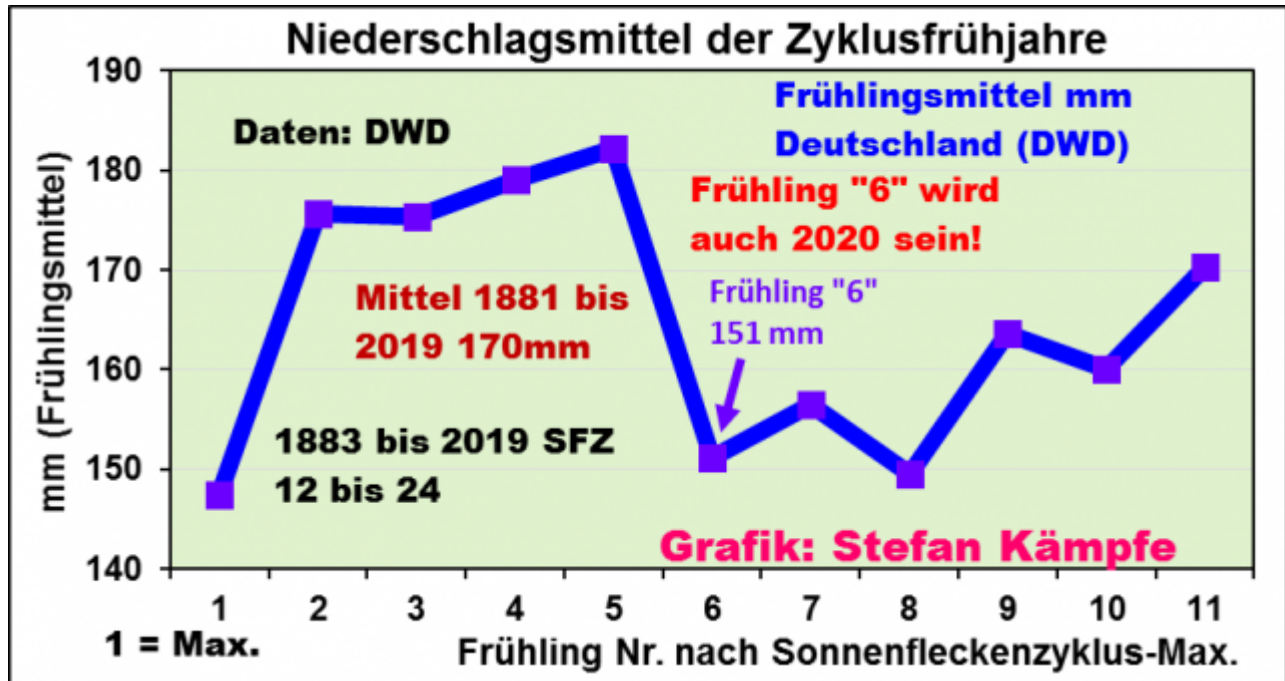 Niederschlagsmittel der Zyklusfrühjahre
190
180
170
160
150
140
mm (Frühlingsmittel)
Daten: DWD
Frühlingsmittel mm
Deutschland (DWD)
Frühling "6" wird
auch 2020 sein!
Mittel 1881 bis
2019 170mm
Frühling "6"
151 mm
1883 bis 2019 SFZ
12 bis 24
Grafik: Stefan Kämpfe
1 2 3 4 5 6 7 8 9 10 11
1 = Max.
Frühling Nr. nach Sonnenfleckenzyklus-Max.